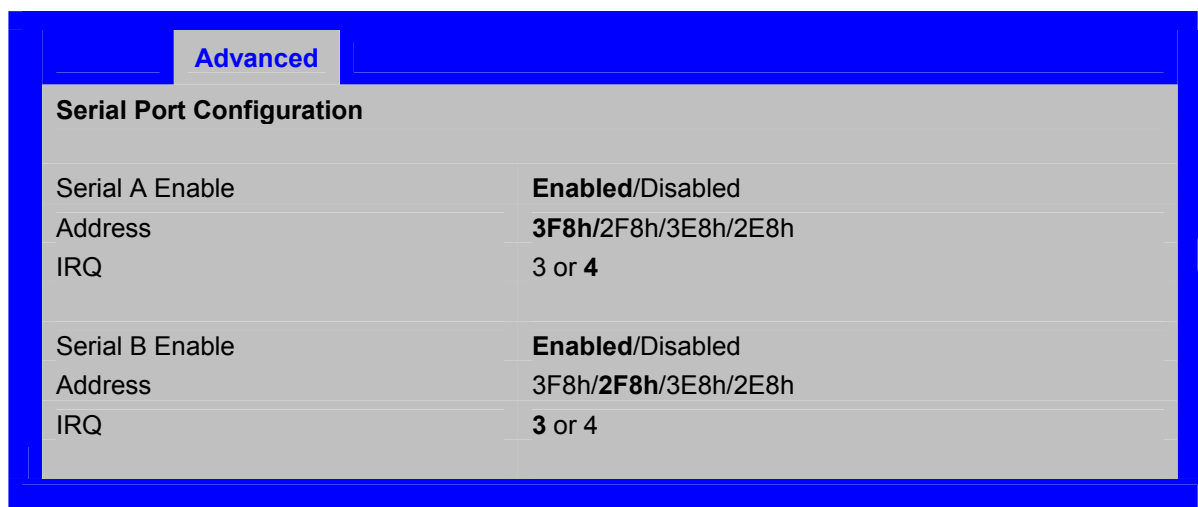 Advanced
Serial Port Configuration
Serial A Enable Enabled/Disabled
Address 3F8h/2F8h/3E8h/2E8h
IRQ 3 or 4
Serial B Enable Enabled/Disabled
Address 3F8h/2F8h/3E8h/2E8h
IRQ 3 or 4